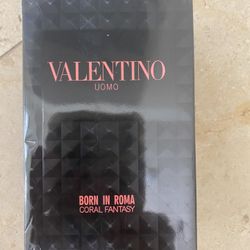 VALENTINO
UOMO
BORN IN ROMA
CORAL FANTASY